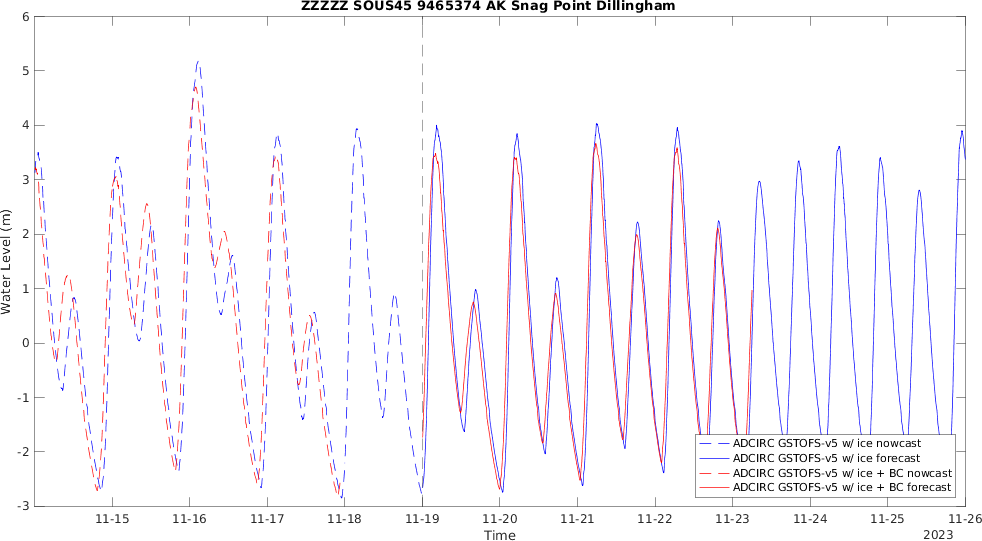 ZZZZZ SOUS45 9465374 AK Snag Point Dillingham
Water Level (m)
6
5
4
3
2
1
0
-1
-2
-3
11-15 11-16 11-17 11-18 11-19 11-20 11-21 11-22 11-23 11-24 11-25 11-26
Time
2023
ADCIRC GSTOFS-v5 w/ ice nowcast
ADCIRC GSTOFS-v5 w/ ice forecast
ADCIRC GSTOFS-v5 w/ ice + BC nowcast
ADCIRC GSTOFS-v5 w/ ice + BC forecast